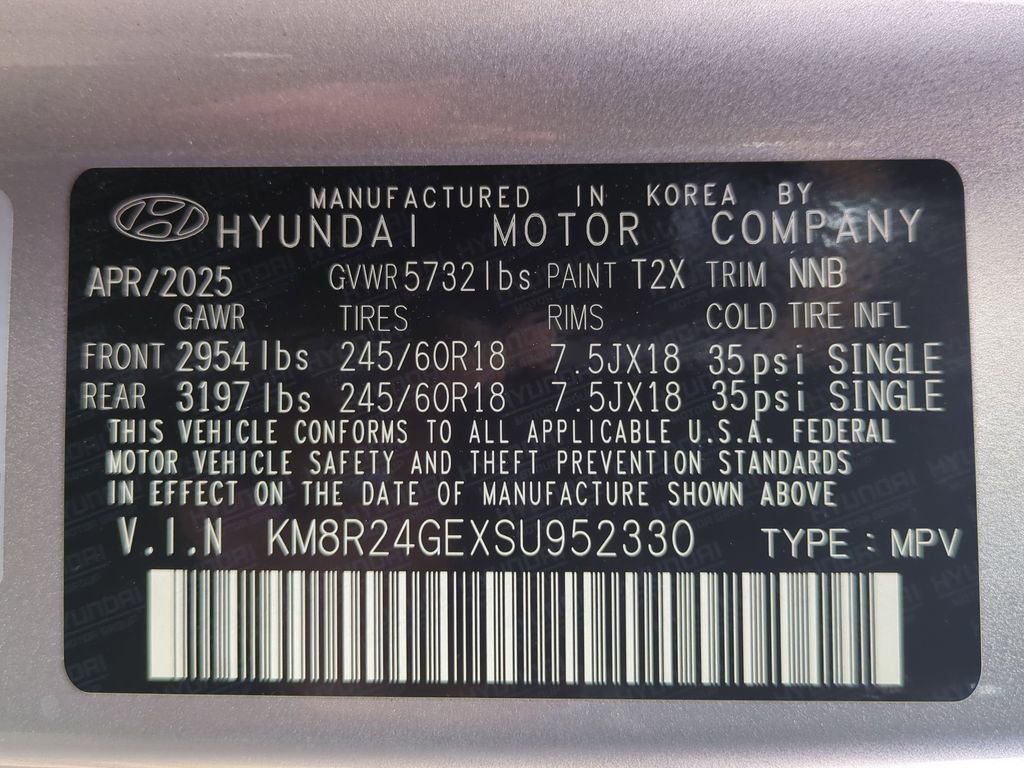 MANUFACTURED IN KOREA BY
HYUNDAI MOTOR COMPANY
APR/2025 GVWR 5732 lbs PAINT T2X TRIM NNB
GAWR TIRES RIMS COLD TIRE INFL
FRONT 2954 lbs 245/60R18 7.5JX18 35psi SINGLE
REAR 3197 lbs 245/60R18 7.5JX18 35psi SINGLE
THIS VEHICLE CONFORMS TO ALL APPLICABLE U.S.A. FEDERAL
MOTOR VEHICLE SAFETY AND THEFT PREVENTION STANDARDS
IN EFFECT ON THE DATE OF MANUFACTURE SHOWN ABOVE
V.I.N KM8R24GEXSU952330 TYPE : MPV